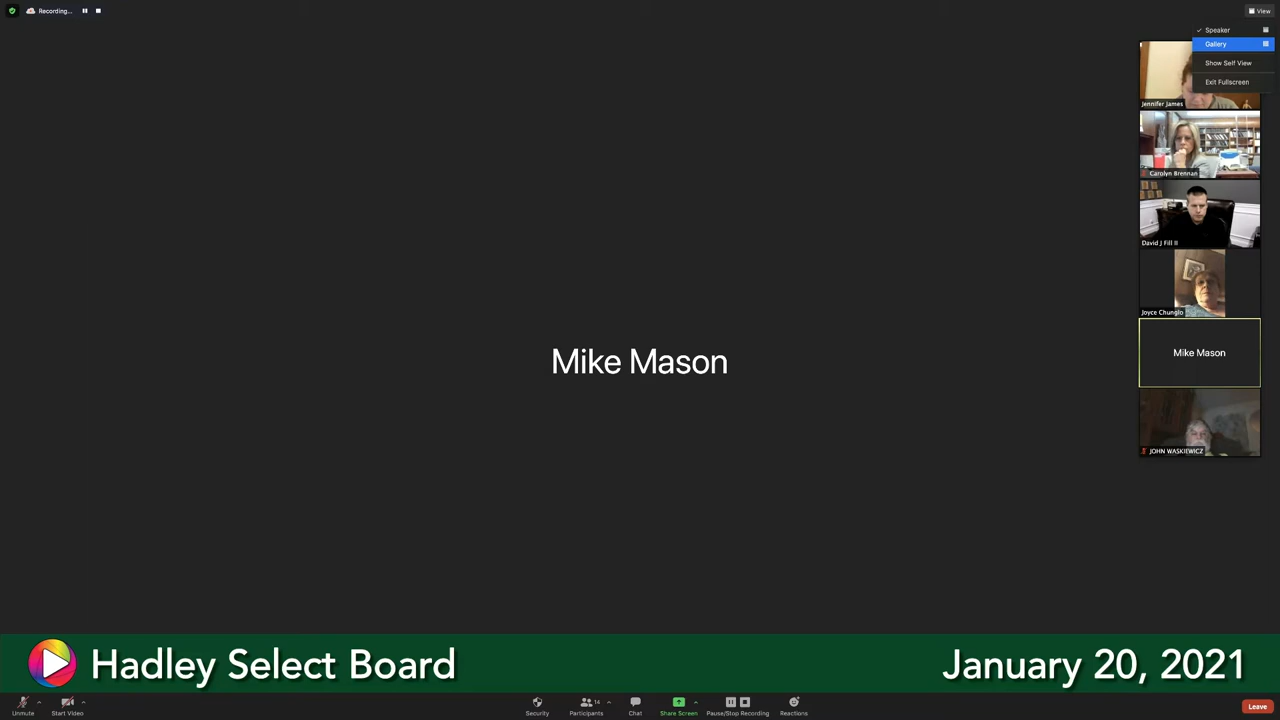 Recording...
View
Speaker
Gallery
Show Self View
Exit Fullscreen
Jennifer James
Carolyn Brennan
David J Fill II
Joyce Chunglo
Mike Mason
Mike Mason
JOHN WASKIEWICZ
Hadley Select Board
January 20, 2021
Unmute
Start Video
Security
Participants
14
Chat
Share Screen
Pause/Stop Recording
Reactions
Leave